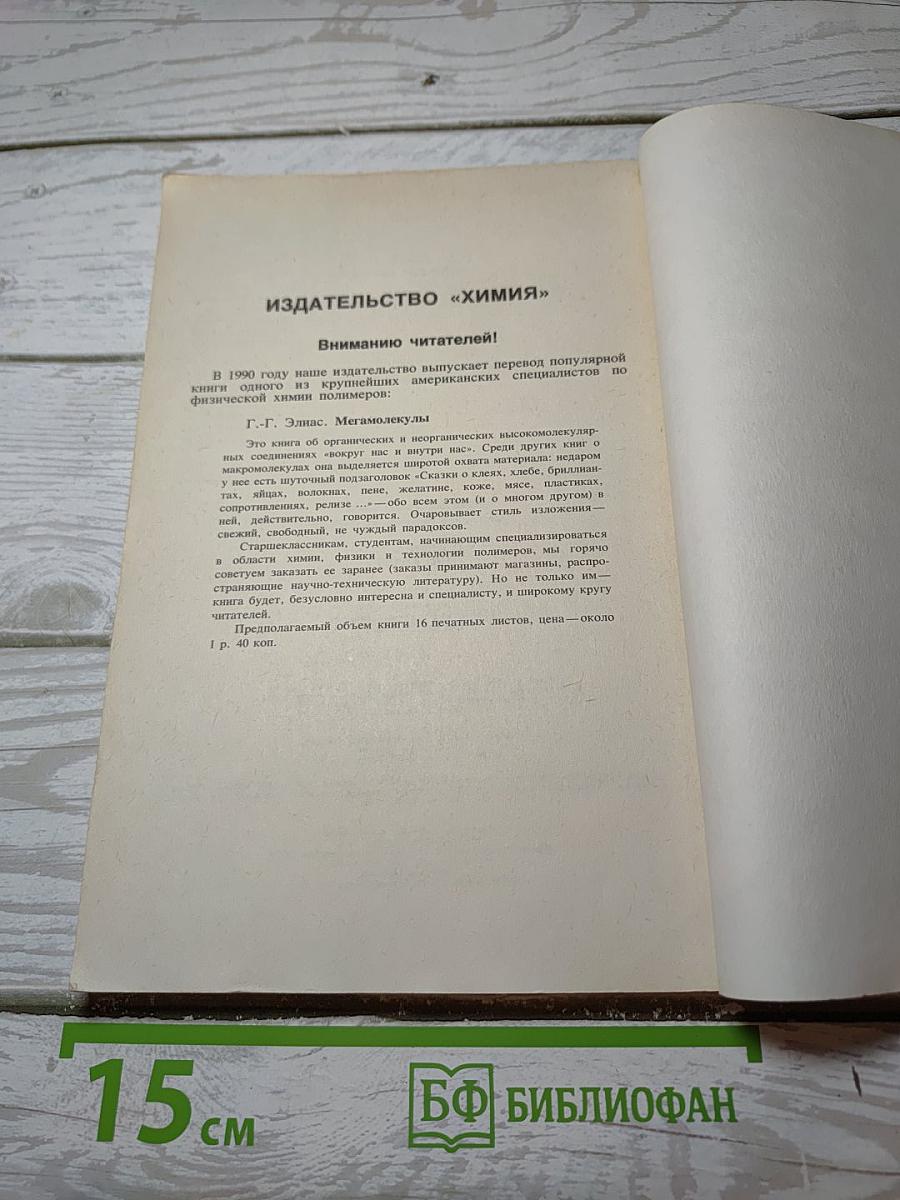 ИЗДАТЕЛЬСТВО «ХИМИЯ»
Вниманию читателей!
В 1990 году наше издательство выпускает перевод популярной
книги одного из крупнейших американских специалистов по
физической химии полимеров:
Г.-Г. Элиас. Мегамолекулы
Это книга об органических и неорганических высокомолекуляр-
ных соединениях «вокруг нас и внутри нас». Среди других книг о
макромолекулах она выделяется широтой охвата материала: недаром
у нее есть шуточный подзаголовок «Сказки о клеях, хлебе, бриллиан-
тах, яйцах, волокнах, пене, желатине, коже, мясе, пластиках,
сопротивлениях, релизе ...»—обо всем этом (и о многом другом) в
ней, действительно, говорится. Очаровывает стиль изложения—
свежий, свободный, не чуждый парадоксов.
Старшеклассникам, студентам, начинающим специализироваться
в области химии, физики и технологии полимеров, мы горячо
советуем заказать ее заранее (заказы принимают магазины, распро-
страняющие научно-техническую литературу). Но не только им—
книга будет, безусловно интересна и специалисту, и широкому кругу
читателей.
Предполагаемый объем книги 16 печатных листов, цена—около
1 р. 40 коп.
15 см
БФ БИБЛИОФАН